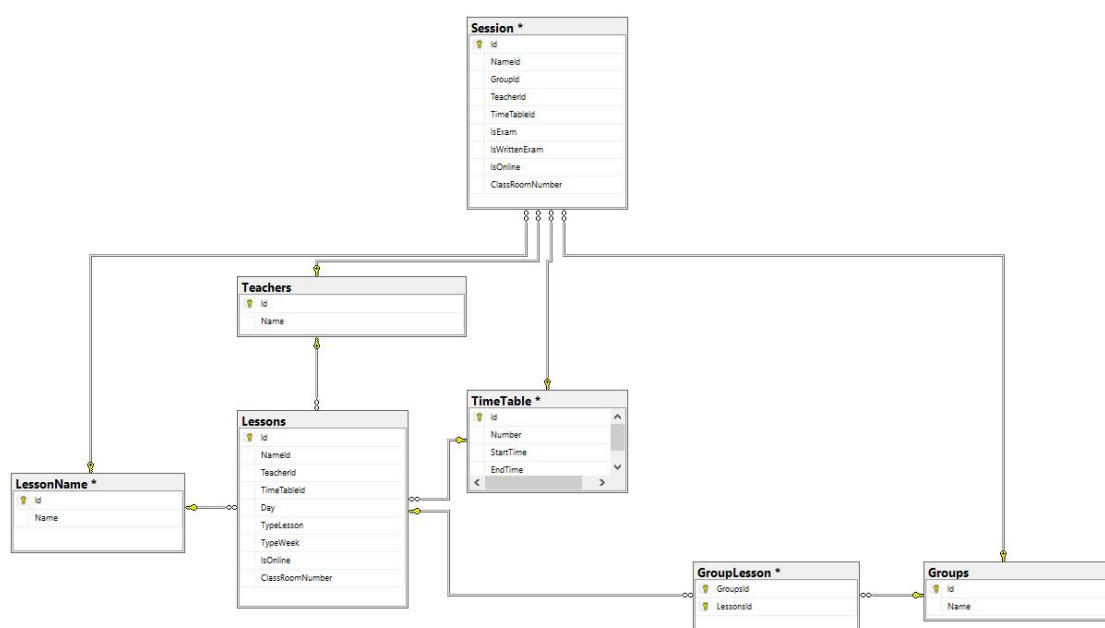 Session *
Id
NameId
GroupId
TeacherId
TimeTableId
IsExam
IsWrittenExam
IsOnline
ClassRoomNumber
Teachers
Id
Name
TimeTable *
Id
Number
StartTime
EndTime
Lessons
Id
NameId
TeacherId
TimeTableId
Day
TypeLesson
TypeWeek
IsOnline
ClassRoomNumber
LessonName *
Id
Name
GroupLesson *
GroupsId
LessonsId
Groups
Id
Name